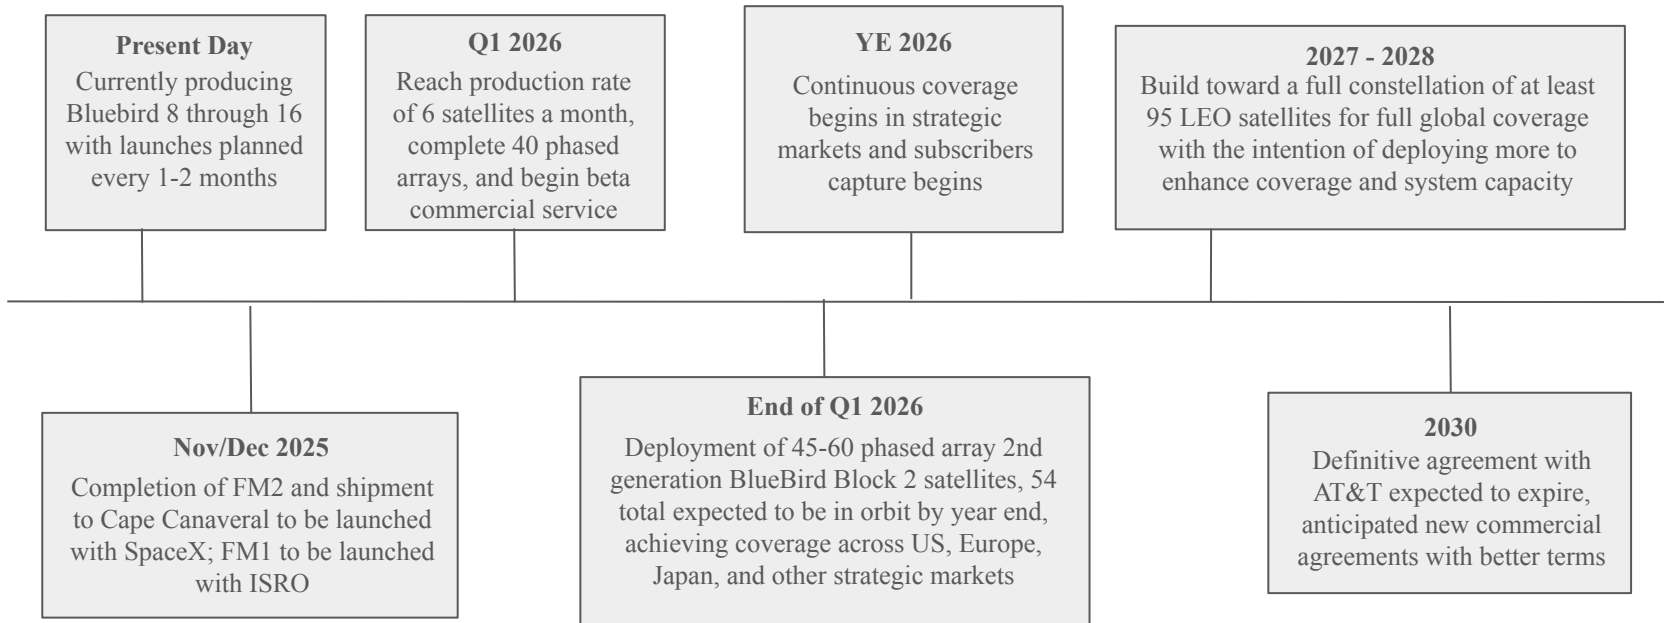 Present Day
Currently producing
Bluebird 8 through 16
with launches planned
every 1-2 months
Nov/Dec 2025
Completion of FM2 and shipment
to Cape Canaveral to be launched
with SpaceX; FM1 to be launched
with ISRO
Q1 2026
Reach production rate
of 6 satellites a month,
complete 40 phased
arrays, and begin beta
commercial service
End of Q1 2026
Deployment of 45-60 phased array 2nd
generation BlueBird Block 2 satellites, 54
total expected to be in orbit by year end,
achieving coverage across US, Europe,
Japan, and other strategic markets
YE 2026
Continuous coverage
begins in strategic
markets and subscribers
capture begins
2027 - 2028
Build toward a full constellation of at least
95 LEO satellites for full global coverage
with the intention of deploying more to
enhance coverage and system capacity
2030
Definitive agreement with
AT&T expected to expire,
anticipated new commercial
agreements with better terms